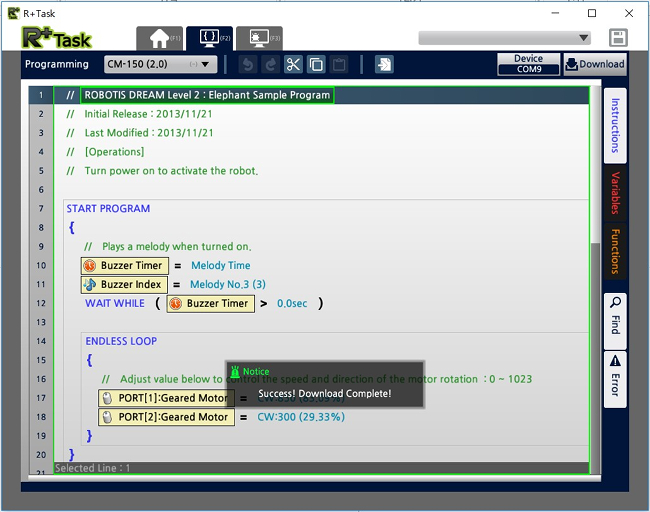 R+Task
R+Task
(F1)
(F2)
(F3)
Programming
CM-150 (2.0)
Device
COM9
Download
1 // ROBOTIS DREAM Level 2 : Elephant Sample Program
2 // Initial Release : 2013/11/21
3 // Last Modified : 2013/11/21
4 // [Operations]
5 // Turn power on to activate the robot.
6
7 START PROGRAM
8 {
9 // Plays a melody when turned on.
10 Buzzer Timer = Melody Time
11 Buzzer Index = Melody No.3 (3)
12 WAIT WHILE ( Buzzer Timer > 0.0sec )
13
14 ENDLESS LOOP
15 {
16 // Adjust value below to control the speed and direction of the motor rotation : 0 ~ 1023
17 PORT[1]:Geared Motor =
18 PORT[2]:Geared Motor = CW:300 (29.33%)
19 }
20 }
21
Notice
Success! Download Complete!
Selected Line : 1
Instructions
Variables
Functions
Find
Error